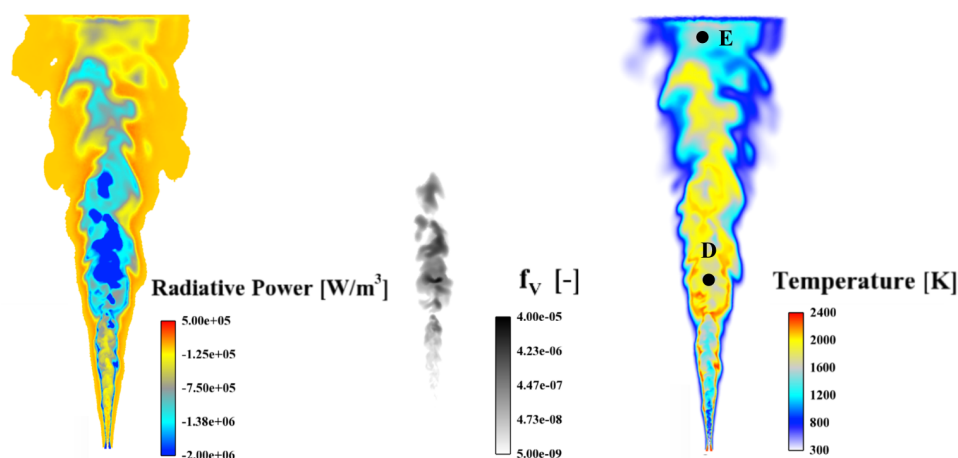 E
D
Radiative Power [W/m³]
5.00e+05
-1.25e+05
-7.50e+05
-1.38e+06
-2.00e+06
f_V [-]
4.00e-05
4.23e-06
4.47e-07
4.73e-08
5.00e-09
Temperature [K]
2400
2000
1600
1200
800
300